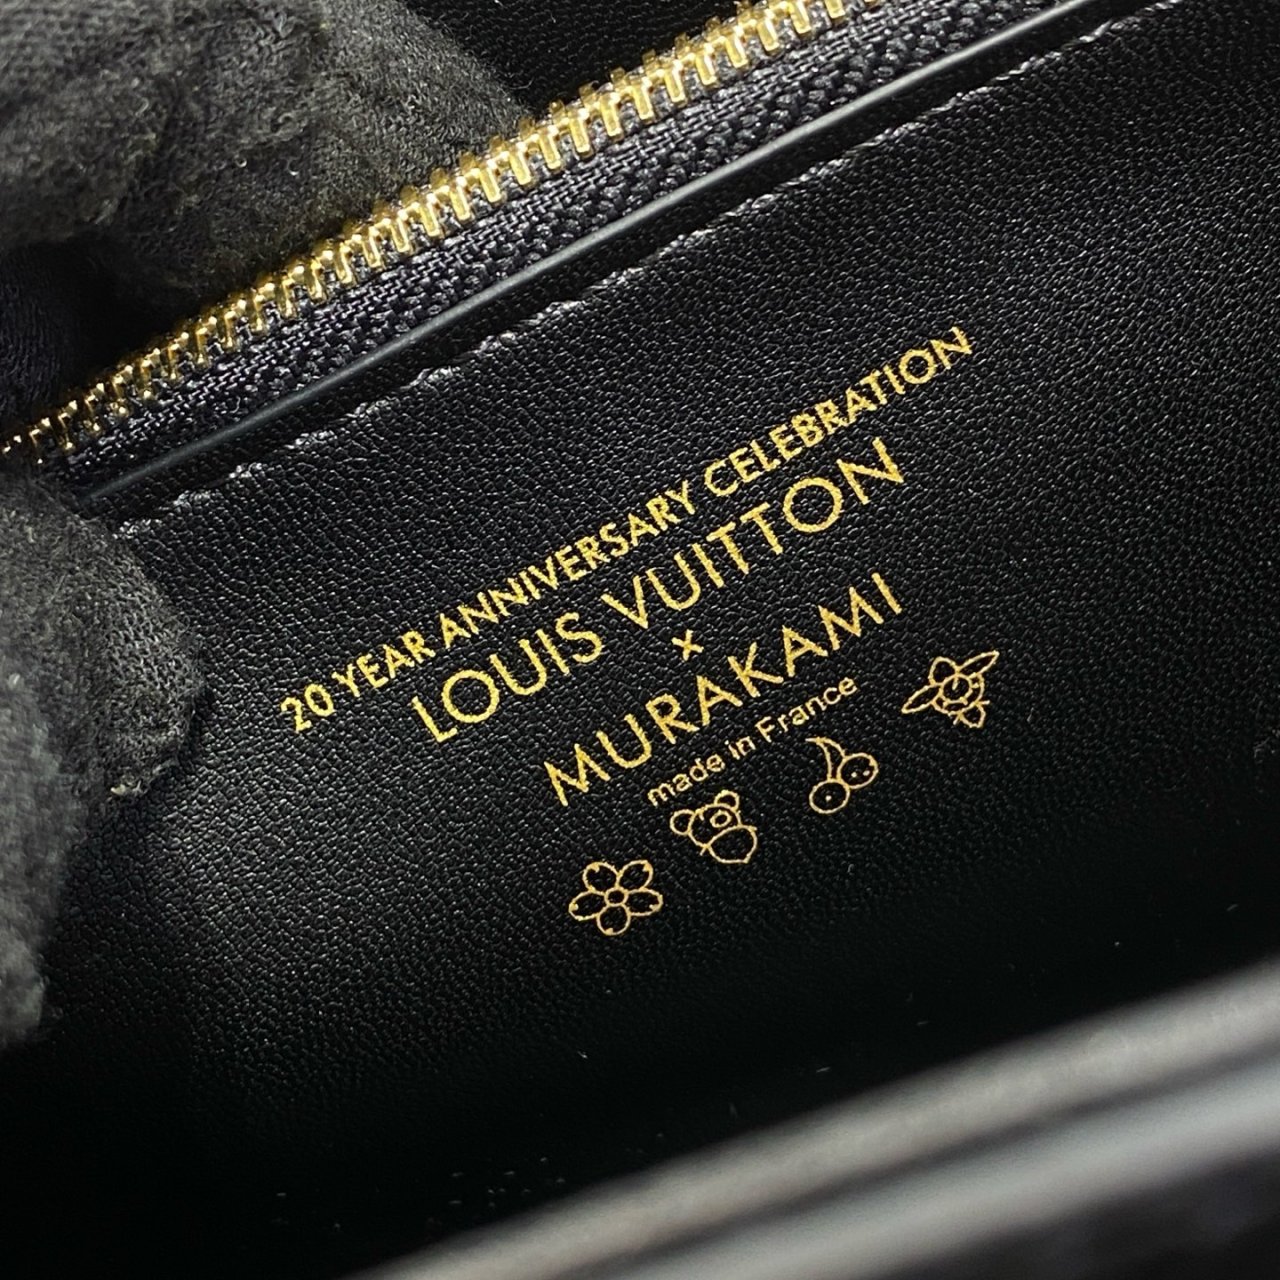 20 YEAR ANNIVERSARY CELEBRATION
LOUIS VUITTON
x
MURAKAMI
made in France